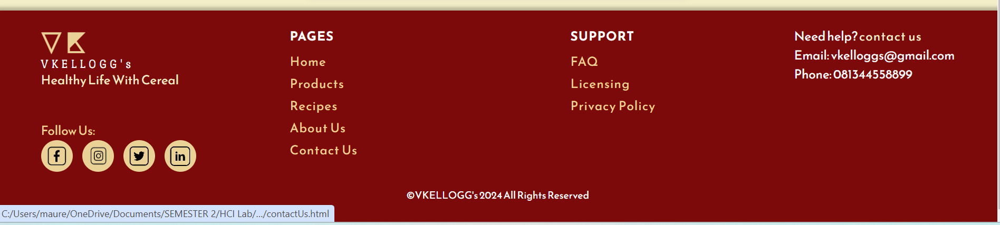 VK
VKELLOGG's
Healthy Life With Cereal
Follow Us:
PAGES
Home
Products
Recipes
About Us
Contact Us
SUPPORT
FAQ
Licensing
Privacy Policy
Need help? contact us
Email: vkelloggs@gmail.com
Phone: 081344558899
©VKELLOGG's 2024 All Rights Reserved
C:/Users/maure/OneDrive/Documents/SEMESTER 2/HCI Lab/.../contactUs.html